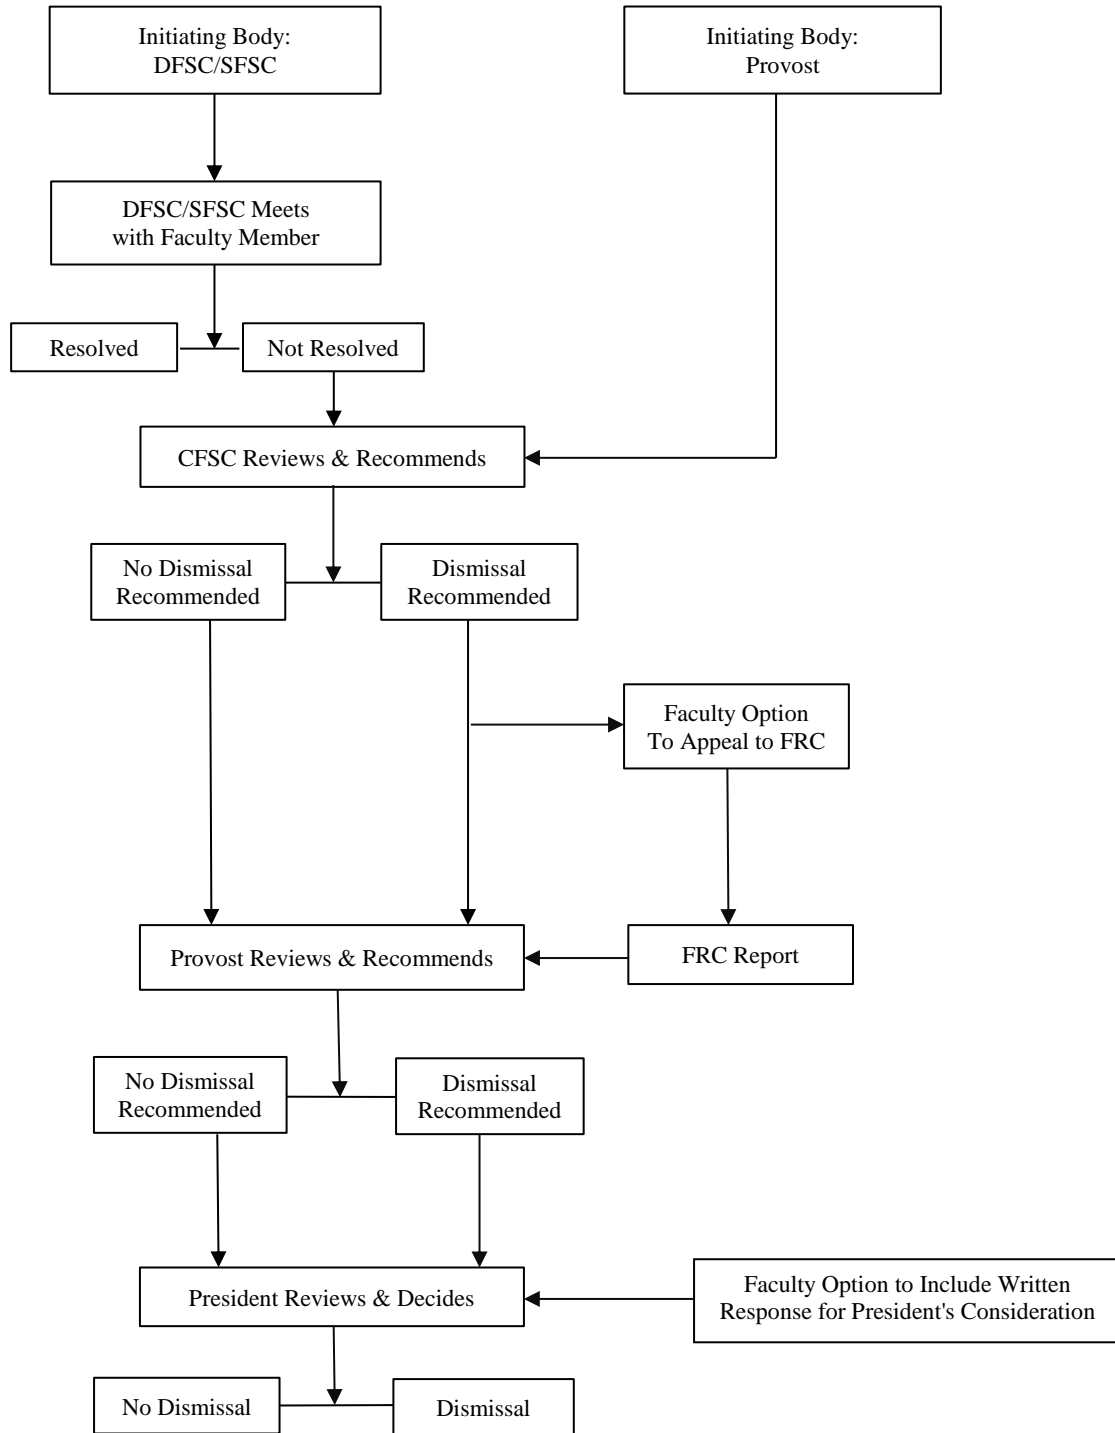 Initiating Body:
DFSC/SFSC
Initiating Body:
Provost
DFSC/SFSC Meets
with Faculty Member
Resolved
Not Resolved
CFSC Reviews & Recommends
No Dismissal
Recommended
Dismissal
Recommended
Faculty Option
To Appeal to FRC
Provost Reviews & Recommends
FRC Report
No Dismissal
Recommended
Dismissal
Recommended
President Reviews & Decides
Faculty Option to Include Written
Response for President's Consideration
No Dismissal
Dismissal